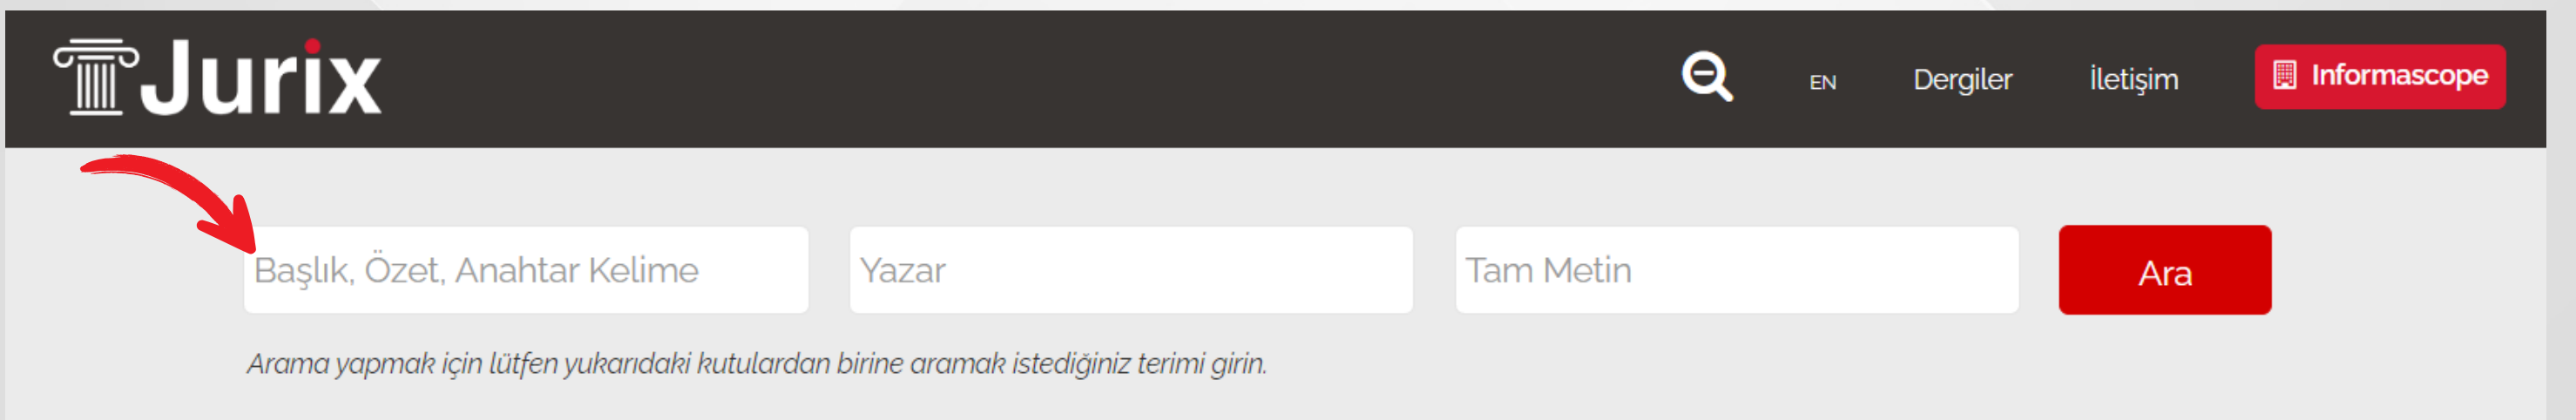 Jurix
EN Dergiler İletişim Informascope
Başlık, Özet, Anahtar Kelime Yazar Tam Metin Ara
Arama yapmak için lütfen yukarıdaki kutulardan birine aramak istediğiniz terimi girin.